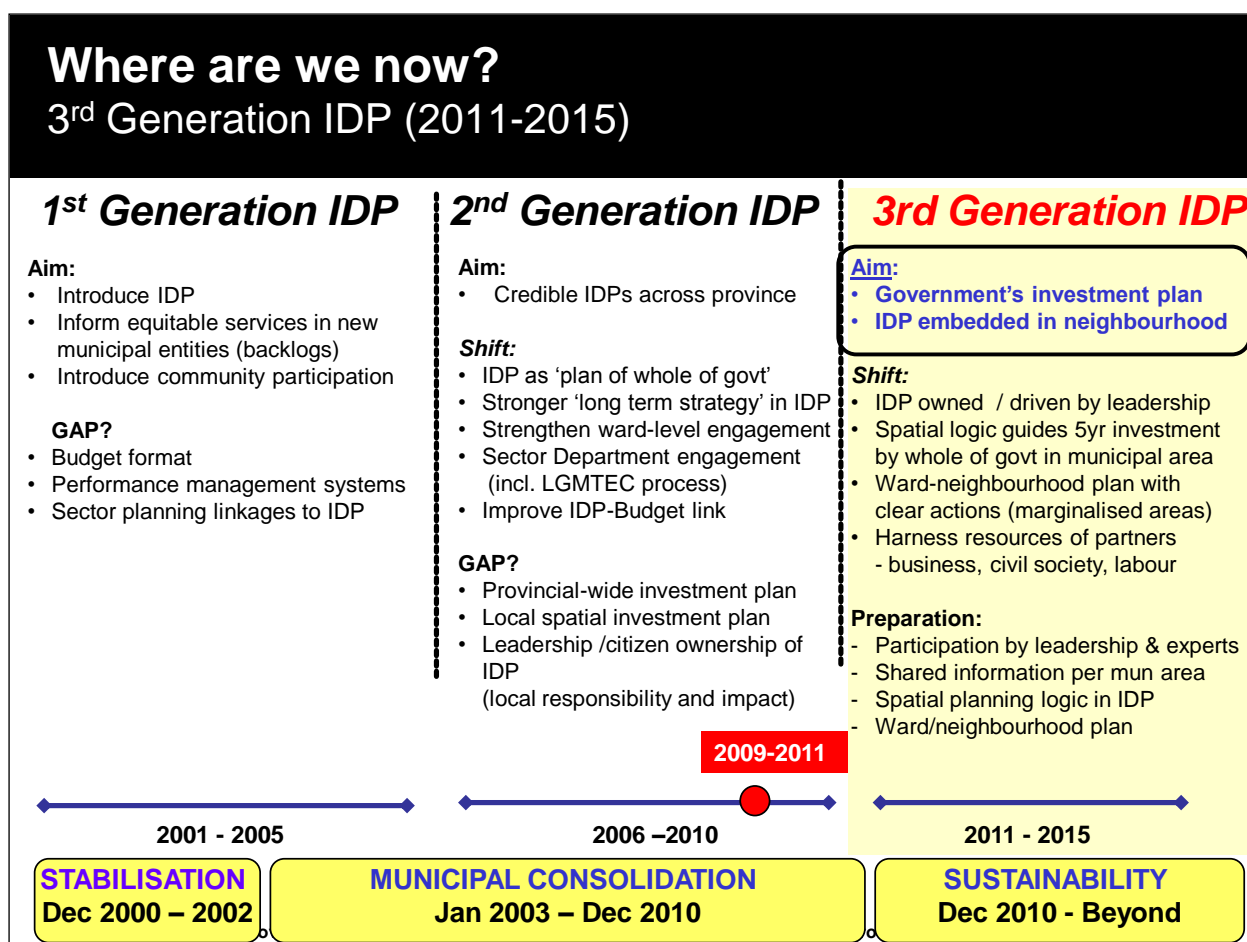 Where are we now?
3rd Generation IDP (2011-2015)
1st Generation IDP
Aim:
• Introduce IDP
• Inform equitable services in new
municipal entities (backlogs)
• Introduce community participation
GAP?
• Budget format
• Performance management systems
• Sector planning linkages to IDP
2nd Generation IDP
Aim:
• Credible IDPs across province
Shift:
• IDP as ‘plan of whole of govt’
• Stronger ‘long term strategy’ in IDP
• Strengthen ward-level engagement
• Sector Department engagement
(incl. LGMTEC process)
• Improve IDP-Budget link
GAP?
• Provincial-wide investment plan
• Local spatial investment plan
• Leadership /citizen ownership of
IDP
(local responsibility and impact)
3rd Generation IDP
Aim:
• Government’s investment plan
• IDP embedded in neighbourhood
Shift:
• IDP owned / driven by leadership
• Spatial logic guides 5yr investment
by whole of govt in municipal area
• Ward-neighbourhood plan with
clear actions (marginalised areas)
• Harness resources of partners
- business, civil society, labour
Preparation:
- Participation by leadership & experts
- Shared information per mun area
- Spatial planning logic in IDP
- Ward/neighbourhood plan
2009-2011
2001 - 2005
2006 –2010
2011 - 2015
STABILISATION
Dec 2000 – 2002
MUNICIPAL CONSOLIDATION
Jan 2003 – Dec 2010
SUSTAINABILITY
Dec 2010 - Beyond